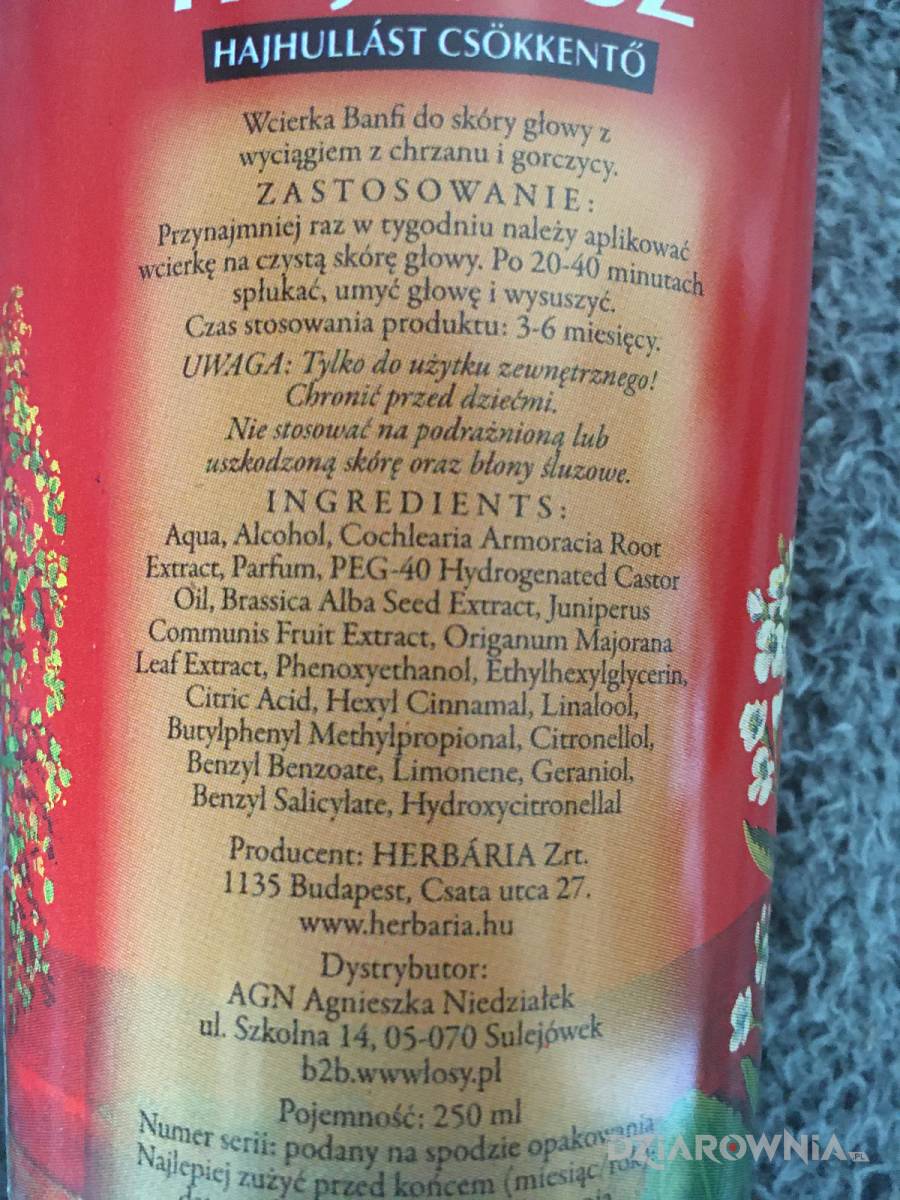 HAJHULLÁST CSÖKKENTŐ
Wcierka Banfi do skóry głowy z
wyciągiem z chrzanu i gorczycy.
ZASTOSOWANIE:
Przynajmniej raz w tygodniu należy aplikować
wcierkę na czystą skórę głowy. Po 20-40 minutach
spłukać, umyć głowę i wysuszyć.
Czas stosowania produktu: 3-6 miesięcy.
UWAGA: Tylko do użytku zewnętrznego!
Chronić przed dziećmi.
Nie stosować na podrażnioną lub
uszkodzoną skórę oraz błony śluzowe.
INGREDIENTS:
Aqua, Alcohol, Cochlearia Armoracia Root
Extract, Parfum, PEG-40 Hydrogenated Castor
Oil, Brassica Alba Seed Extract, Juniperus
Communis Fruit Extract, Origanum Majorana
Leaf Extract, Phenoxyethanol, Ethylhexylglycerin,
Citric Acid, Hexyl Cinnamal, Linalool,
Butylphenyl Methylpropional, Citronellol,
Benzyl Benzoate, Limonene, Geraniol,
Benzyl Salicylate, Hydroxycitronellal
Producent: HERBÁRIA Zrt.
1135 Budapest, Csata utca 27.
www.herbaria.hu
Dystrybutor:
AGN Agnieszka Niedziałek
ul. Szkolna 14, 05-070 Sulejówek
b2b.wwwłosy.pl
Pojemność: 250 ml
Numer serii: podany na spodzie opakowania
Najlepiej zużyć przed końcem (miesiąc/rok)
DZIAROWNIA.PL